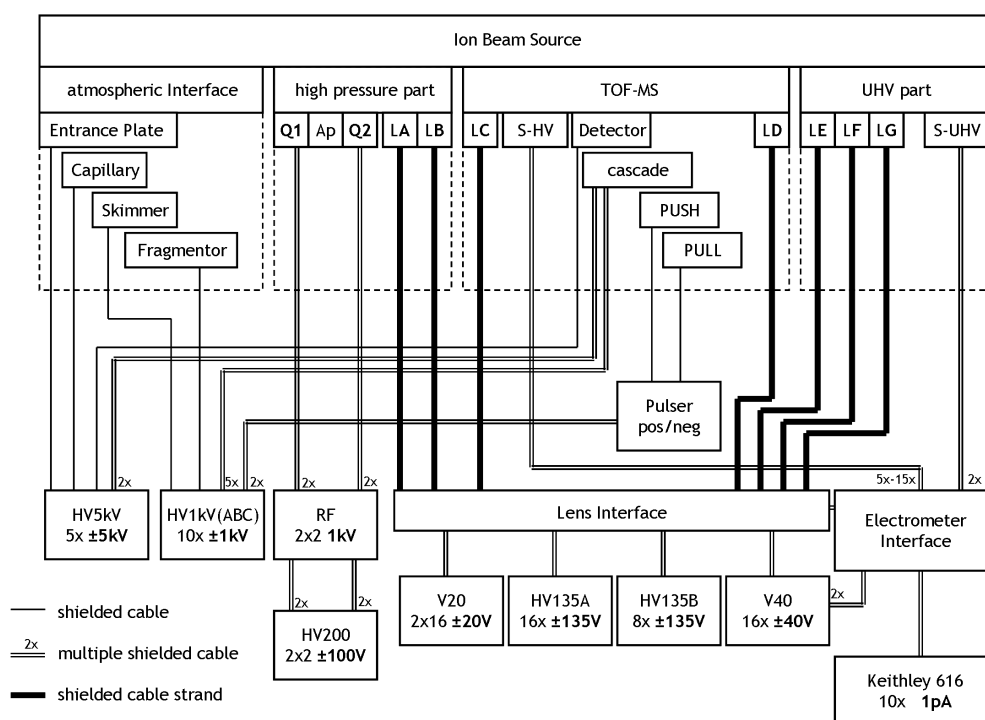 Ion Beam Source
atmospheric Interface
high pressure part
TOF-MS
UHV part
Entrance Plate
Q1
Ap
Q2
LA
LB
LC
S-HV
Detector
LD
LE
LF
LG
S-UHV
Capillary
cascade
Skimmer
PUSH
Fragmentor
PULL
Pulser
pos/neg
2x
5x
2x
2x
2x
5x-15x
2x
HV5kV
5x ±5kV
HV1kV(ABC)
10x ±1kV
RF
2x2 1kV
Lens Interface
Electrometer
Interface
2x
2x
HV200
2x2 ±100V
V20
2x16 ±20V
HV135A
16x ±135V
HV135B
8x ±135V
V40
16x ±40V
2x
Keithley 616
10x 1pA
shielded cable
2x
multiple shielded cable
shielded cable strand